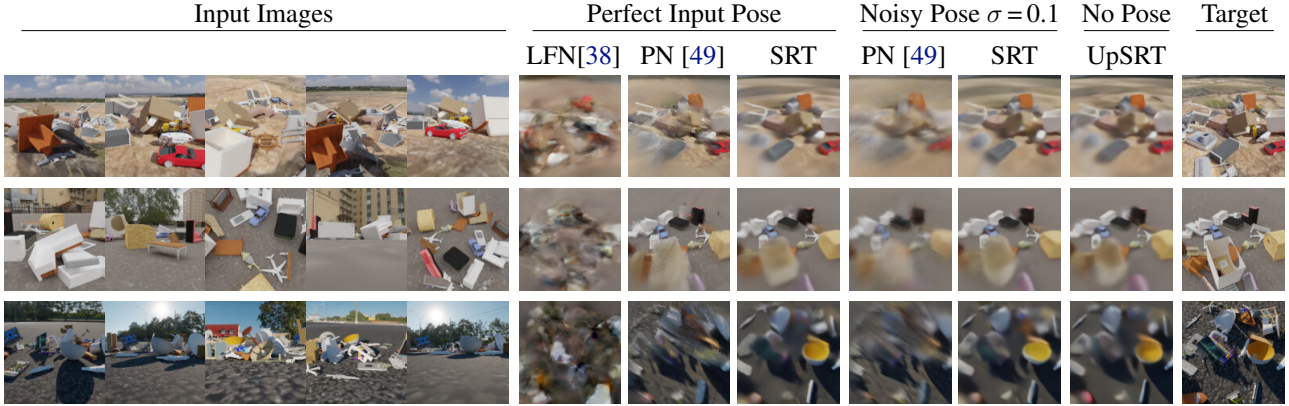 Input Images Perfect Input Pose Noisy Pose σ = 0.1 No Pose Target
LFN[38] PN [49] SRT PN [49] SRT UpSRT